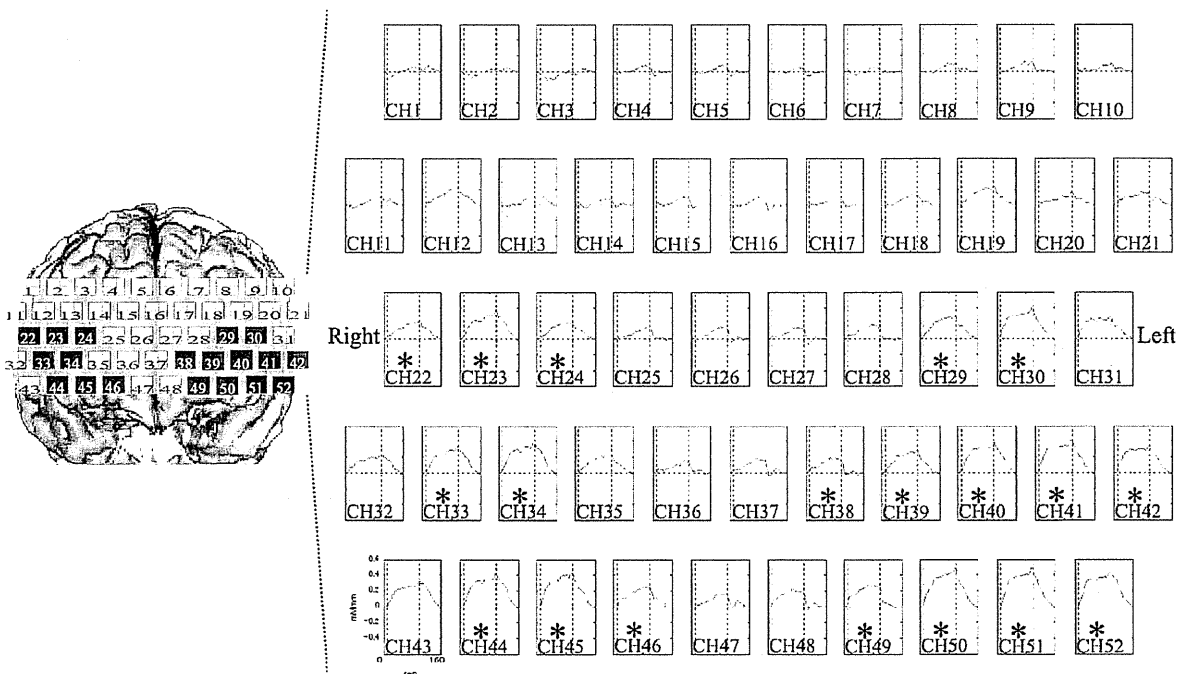 CH1 CH2 CH3 CH4 CH5 CH6 CH7 CH8 CH9 CH10
CH11 CH12 CH13 CH14 CH15 CH16 CH17 CH18 CH19 CH20 CH21
1 2 3 4 5 6 7 8 9 10
11 12 13 14 15 16 17 18 19 20 21
22 23 24 25 26 27 28 29 30 31
32 33 34 35 36 37 38 39 40 41 42
43 44 45 46 47 48 49 50 51 52
Right Left
* * * * *
CH22 CH23 CH24 CH25 CH26 CH27 CH28 CH29 CH30 CH31
* * * * * * *
CH32 CH33 CH34 CH35 CH36 CH37 CH38 CH39 CH40 CH41 CH42
0.6
0.4
0.2
0
-0.2
-0.4
* * * * * * *
CH43 CH44 CH45 CH46 CH47 CH48 CH49 CH50 CH51 CH52
0 160